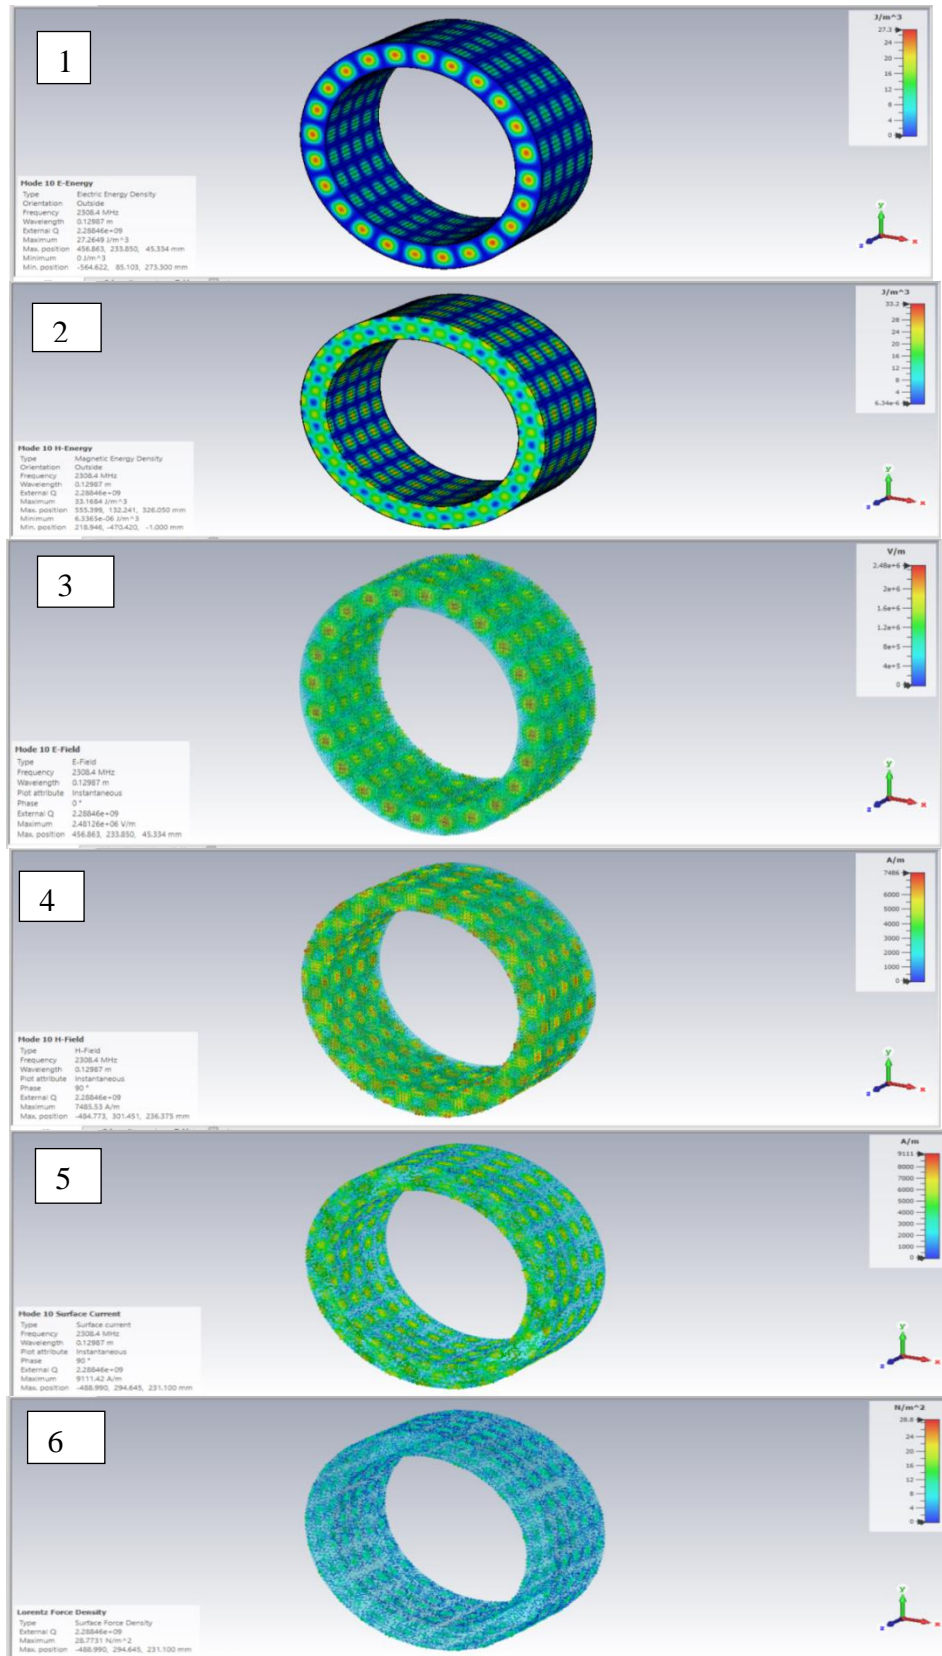 1
J/m^3
27.3
24
20
16
12
8
4
0
Mode 10 E-Energy
Type Electric Energy Density
Orientation Outside
Frequency 2308.4 MHz
Wavelength 0.12987 m
External Q 2.28846e+09
Maximum 27.2649 J/m^3
Max. position 456.863, 233.850, 45.334 mm
Minimum 0 J/m^3
Min. position -564.622, 85.103, 273.300 mm
y
z x
2
J/m^3
33.2
28
24
20
16
12
8
4
6.34e-6
Mode 10 H-Energy
Type Magnetic Energy Density
Orientation Outside
Frequency 2308.4 MHz
Wavelength 0.12987 m
External Q 2.28846e+09
Maximum 33.1684 J/m^3
Max. position 555.399, 132.241, 326.050 mm
Minimum 6.3365e-06 J/m^3
Min. position 218.946, -470.420, -1.000 mm
y
z x
3
V/m
2.48e+6
2e+6
1.6e+6
1.2e+6
8e+5
4e+5
0
Mode 10 E-Field
Type E-Field
Frequency 2308.4 MHz
Wavelength 0.12987 m
Plot attribute Instantaneous
Phase 0 °
External Q 2.28846e+09
Maximum 2.48126e+06 V/m
Max. position 456.863, 233.850, 45.334 mm
y
z x
4
A/m
7486
6000
5000
4000
3000
2000
1000
0
Mode 10 H-Field
Type H-Field
Frequency 2308.4 MHz
Wavelength 0.12987 m
Plot attribute Instantaneous
Phase 90 °
External Q 2.28846e+09
Maximum 7485.53 A/m
Max. position -484.773, 301.451, 236.375 mm
y
z x
5
A/m
9111
8000
7000
6000
5000
4000
3000
2000
1000
0
Mode 10 Surface Current
Type Surface current
Frequency 2308.4 MHz
Wavelength 0.12987 m
Plot attribute Instantaneous
Phase 90 °
External Q 2.28846e+09
Maximum 9111.42 A/m
Max. position -488.990, 294.645, 231.100 mm
y
z x
6
N/m^2
28.8
24
20
16
12
8
4
0
Lorentz Force Density
Type Surface Force Density
External Q 2.28846e+09
Maximum 28.7731 N/m^2
Max. position -488.990, 294.645, 231.100 mm
y
z x